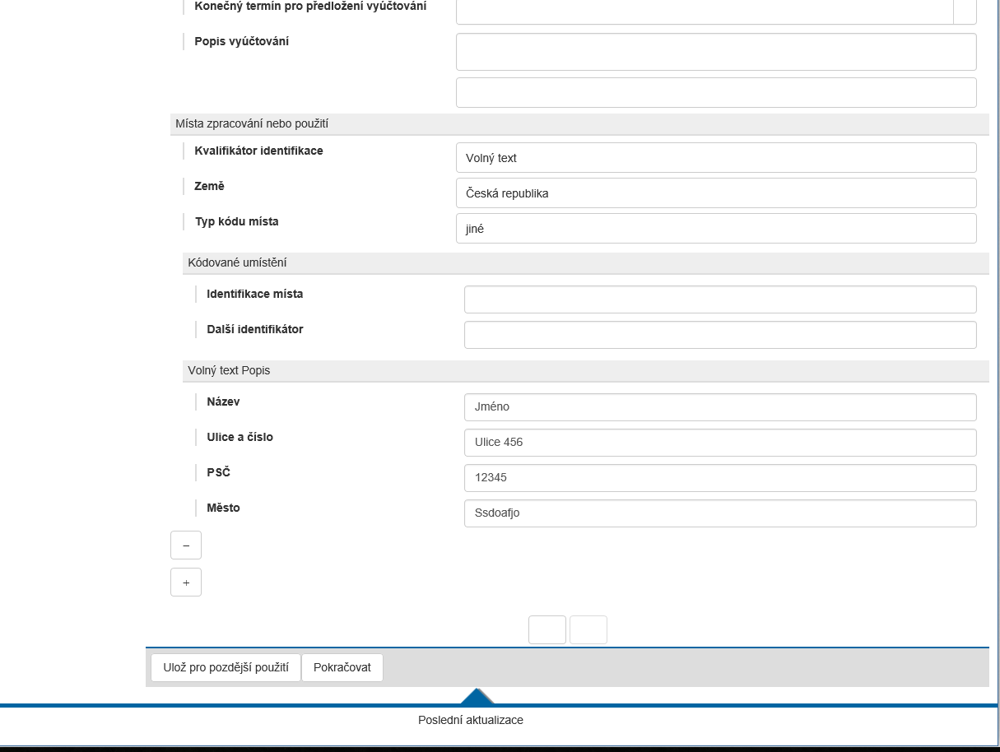 Konečný termín pro předložení vyúčtování
Popis vyúčtování
Místa zpracování nebo použití
Kvalifikátor identifikace
Volný text
Země
Česká republika
Typ kódu místa
jiné
Kódované umístění
Identifikace místa
Další identifikátor
Volný text Popis
Název
Jméno
Ulice a číslo
Ulice 456
PSČ
12345
Město
Ssdoafjo
−
+
Ulož pro pozdější použití Pokračovat
Poslední aktualizace